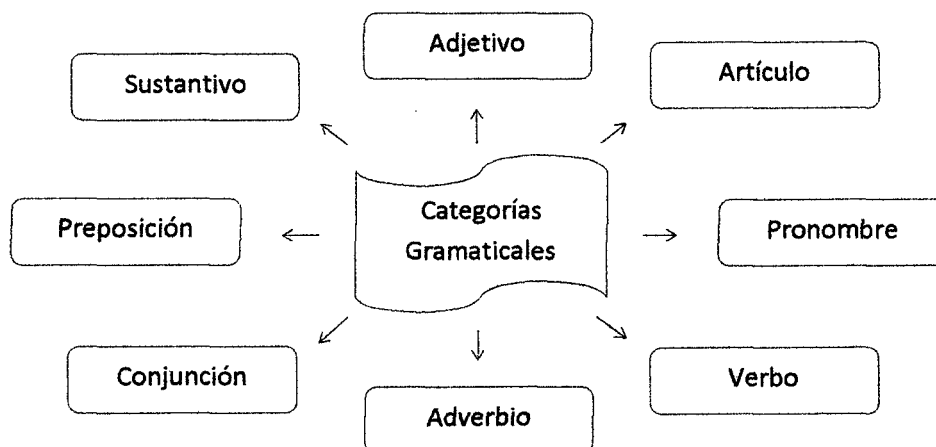 Adjetivo
Sustantivo
Artículo
Categorías
Gramaticales
Preposición
Pronombre
Conjunción
Verbo
Adverbio